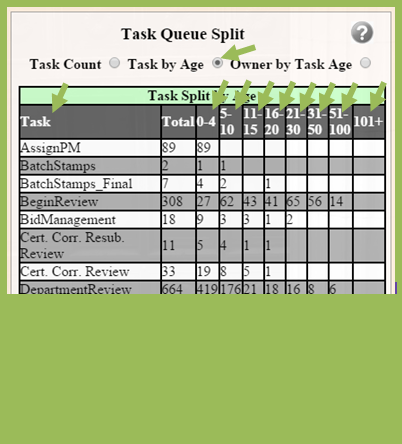 Task Queue Split
?
Task Count Task by Age Owner by Task Age
Task Split by Age
Task Total 0-4 5-10 11-15 16-20 21-30 31-50 51-100 101+
AssignPM 89 89
BatchStamps 2 1 1
BatchStamps_Final 7 4 2 1
BeginReview 308 27 62 43 41 65 56 14
BidManagement 18 9 3 3 1 2
Cert. Corr. Resub.
Review 11 5 4 1 1
Cert. Corr. Review 33 19 8 5 1
DepartmentReview 664 419 176 21 18 16 8 6